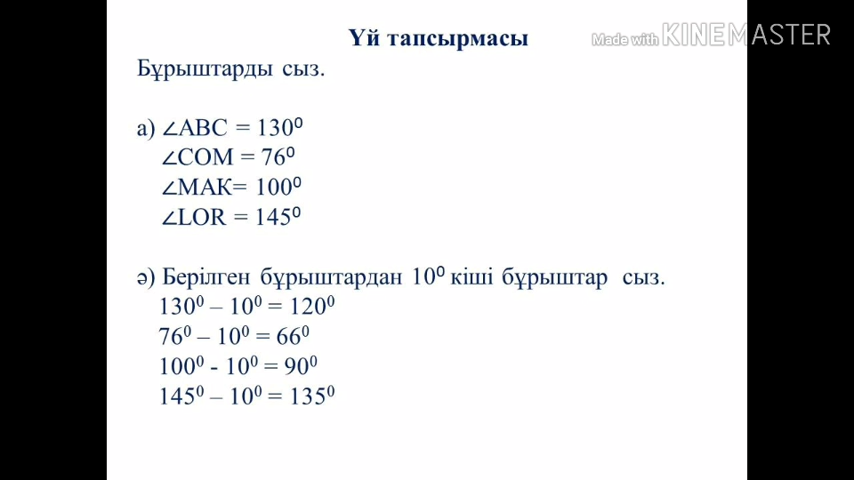 Үй тапсырмасы
Made with KINEMASTER
Бұрыштарды сыз.
а) ∠ABC = 130⁰
∠COM = 76⁰
∠МАК= 100⁰
∠LOR = 145⁰
ә) Берілген бұрыштардан 10⁰ кіші бұрыштар сыз.
130⁰ – 10⁰ = 120⁰
76⁰ – 10⁰ = 66⁰
100⁰ - 10⁰ = 90⁰
145⁰ – 10⁰ = 135⁰